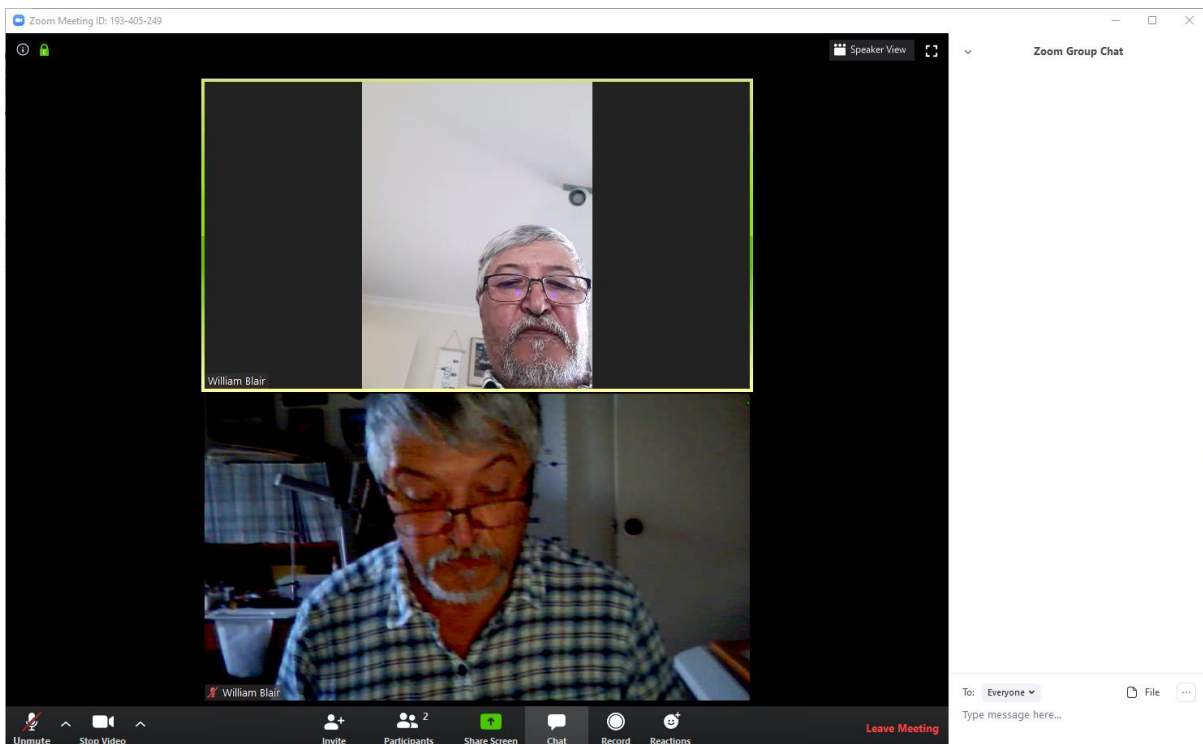 Zoom Meeting ID: 193-405-249
Speaker View
Zoom Group Chat
William Blair
William Blair
To: Everyone
File
Type message here...
Unmute
Stop Video
Invite
Participants 2
Share Screen
Chat
Record
Reactions
Leave Meeting